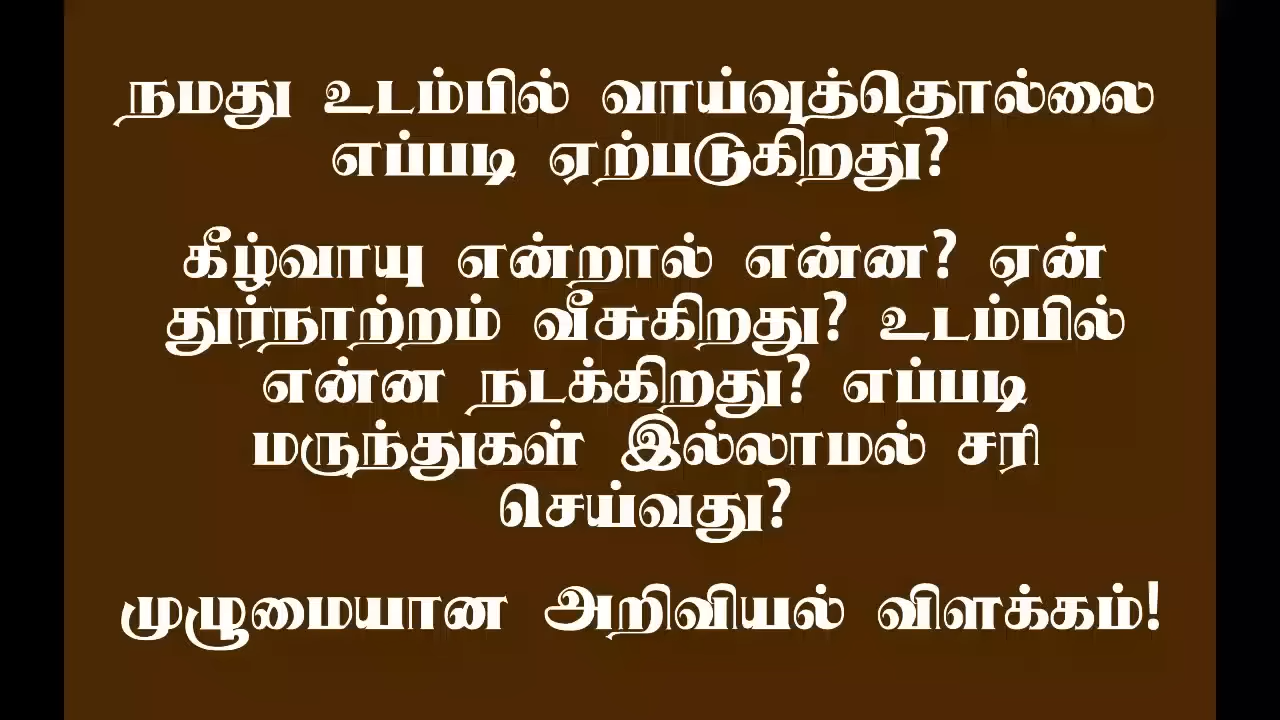 நமது உடம்பில் வாய்வுத்தொல்லை
எப்படி ஏற்படுகிறது?
கீழ்வாயு என்றால் என்ன? ஏன்
துர்நாற்றம் வீசுகிறது? உடம்பில்
என்ன நடக்கிறது? எப்படி
மருந்துகள் இல்லாமல் சரி
செய்வது?
முழுமையான அறிவியல் விளக்கம்!